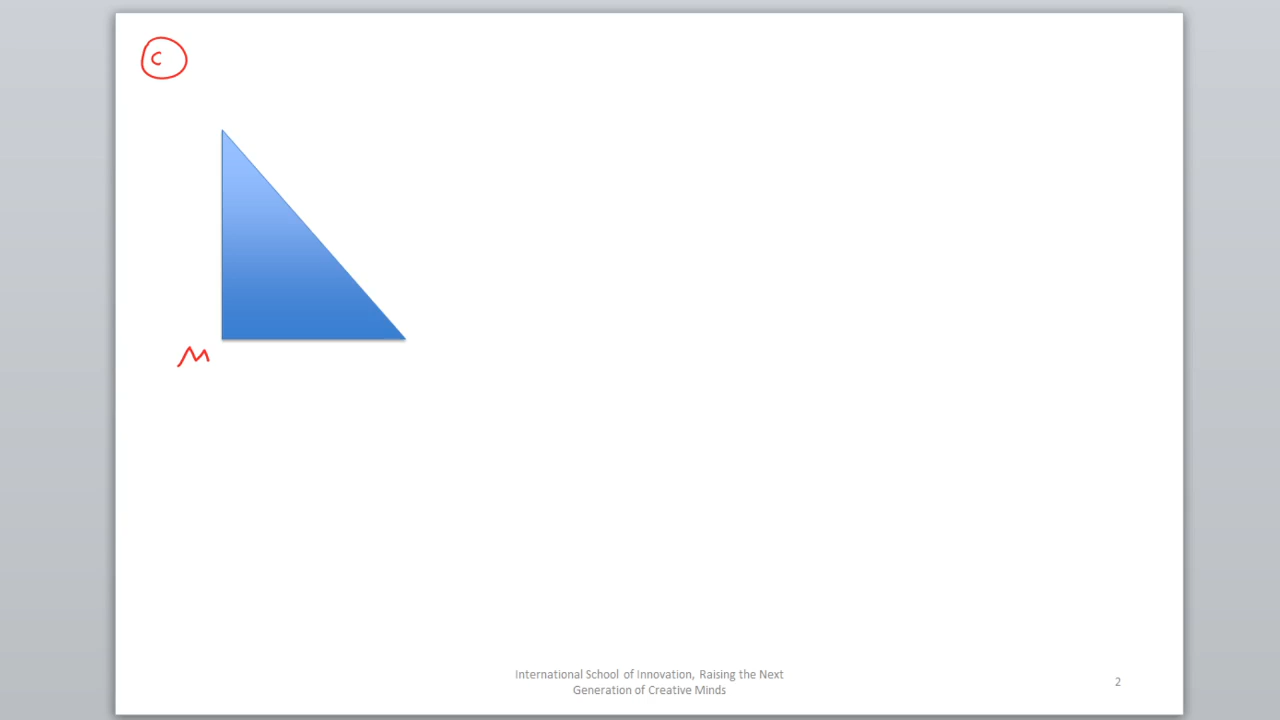 C
M
International School of Innovation, Raising the Next
Generation of Creative Minds
2